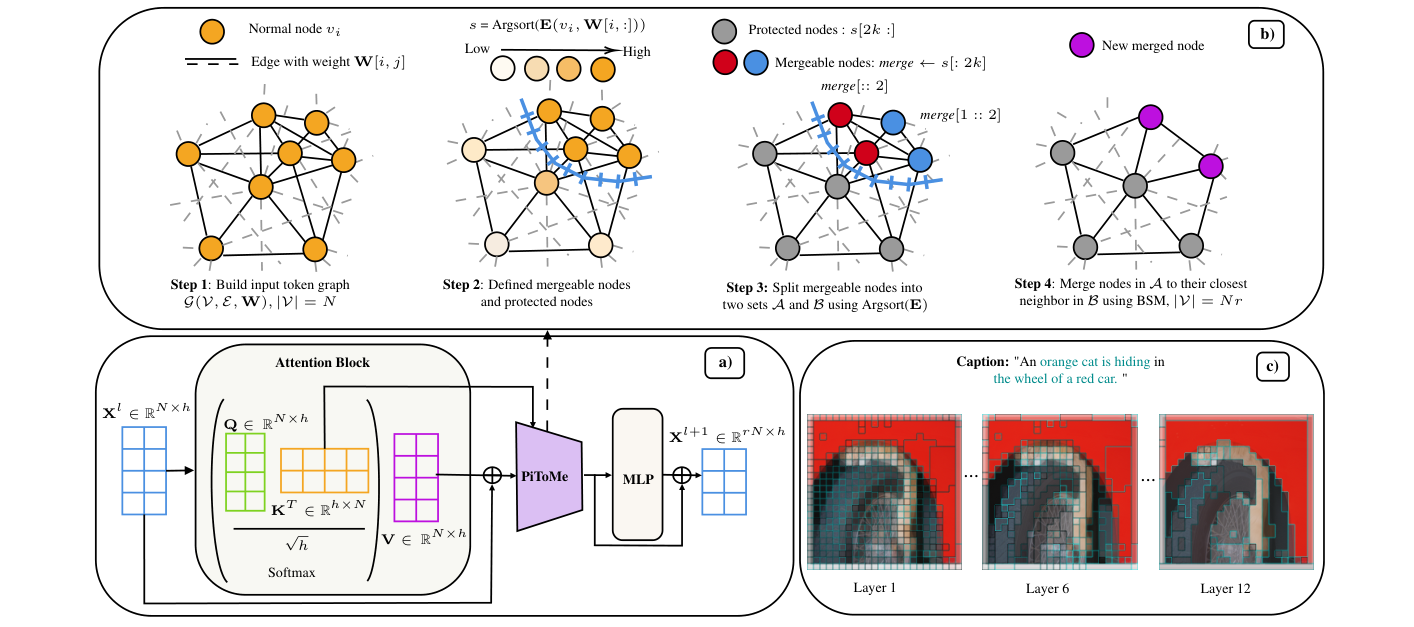 Normal node v_i
Edge with weight W[i, j]
s = Argsort(E(v_i, W[i, :]))
Low
High
Protected nodes : s[2k :]
Mergeable nodes: merge ← s[: 2k]
merge[:: 2]
merge[1 :: 2]
New merged node
b)
Step 1: Build input token graph
𝒢(𝒱, ℰ, W), |𝒱| = N
Step 2: Defined mergeable nodes
and protected nodes
Step 3: Split mergeable nodes into
two sets 𝒜 and ℬ using Argsort(E)
Step 4: Merge nodes in 𝒜 to their closest
neighbor in ℬ using BSM, |𝒱| = Nr
a)
Attention Block
X^l ∈ ℝ^{N×h}
Q ∈ ℝ^{N×h}
K^T ∈ ℝ^{h×N}
√h
Softmax
V ∈ ℝ^{N×h}
PiToMe
MLP
X^{l+1} ∈ ℝ^{rN×h}
c)
Caption: "An orange cat is hiding in
the wheel of a red car. "
...
...
Layer 1
Layer 6
Layer 12